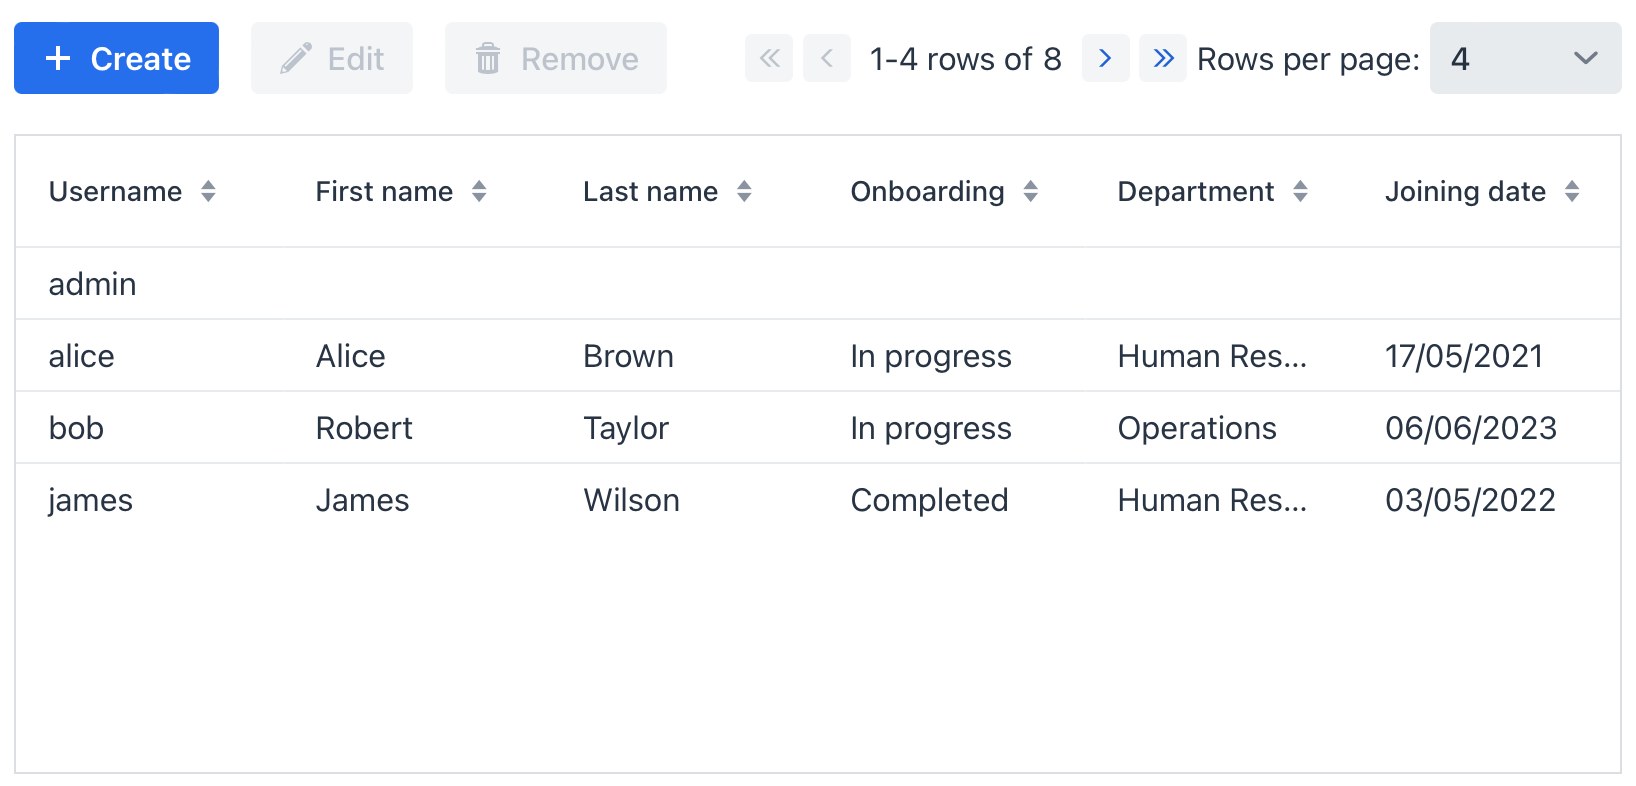 Create Edit Remove 1-4 rows of 8 Rows per page: 4
Username First name Last name Onboarding Department Joining date
admin
alice Alice Brown In progress Human Res... 17/05/2021
bob Robert Taylor In progress Operations 06/06/2023
james James Wilson Completed Human Res... 03/05/2022